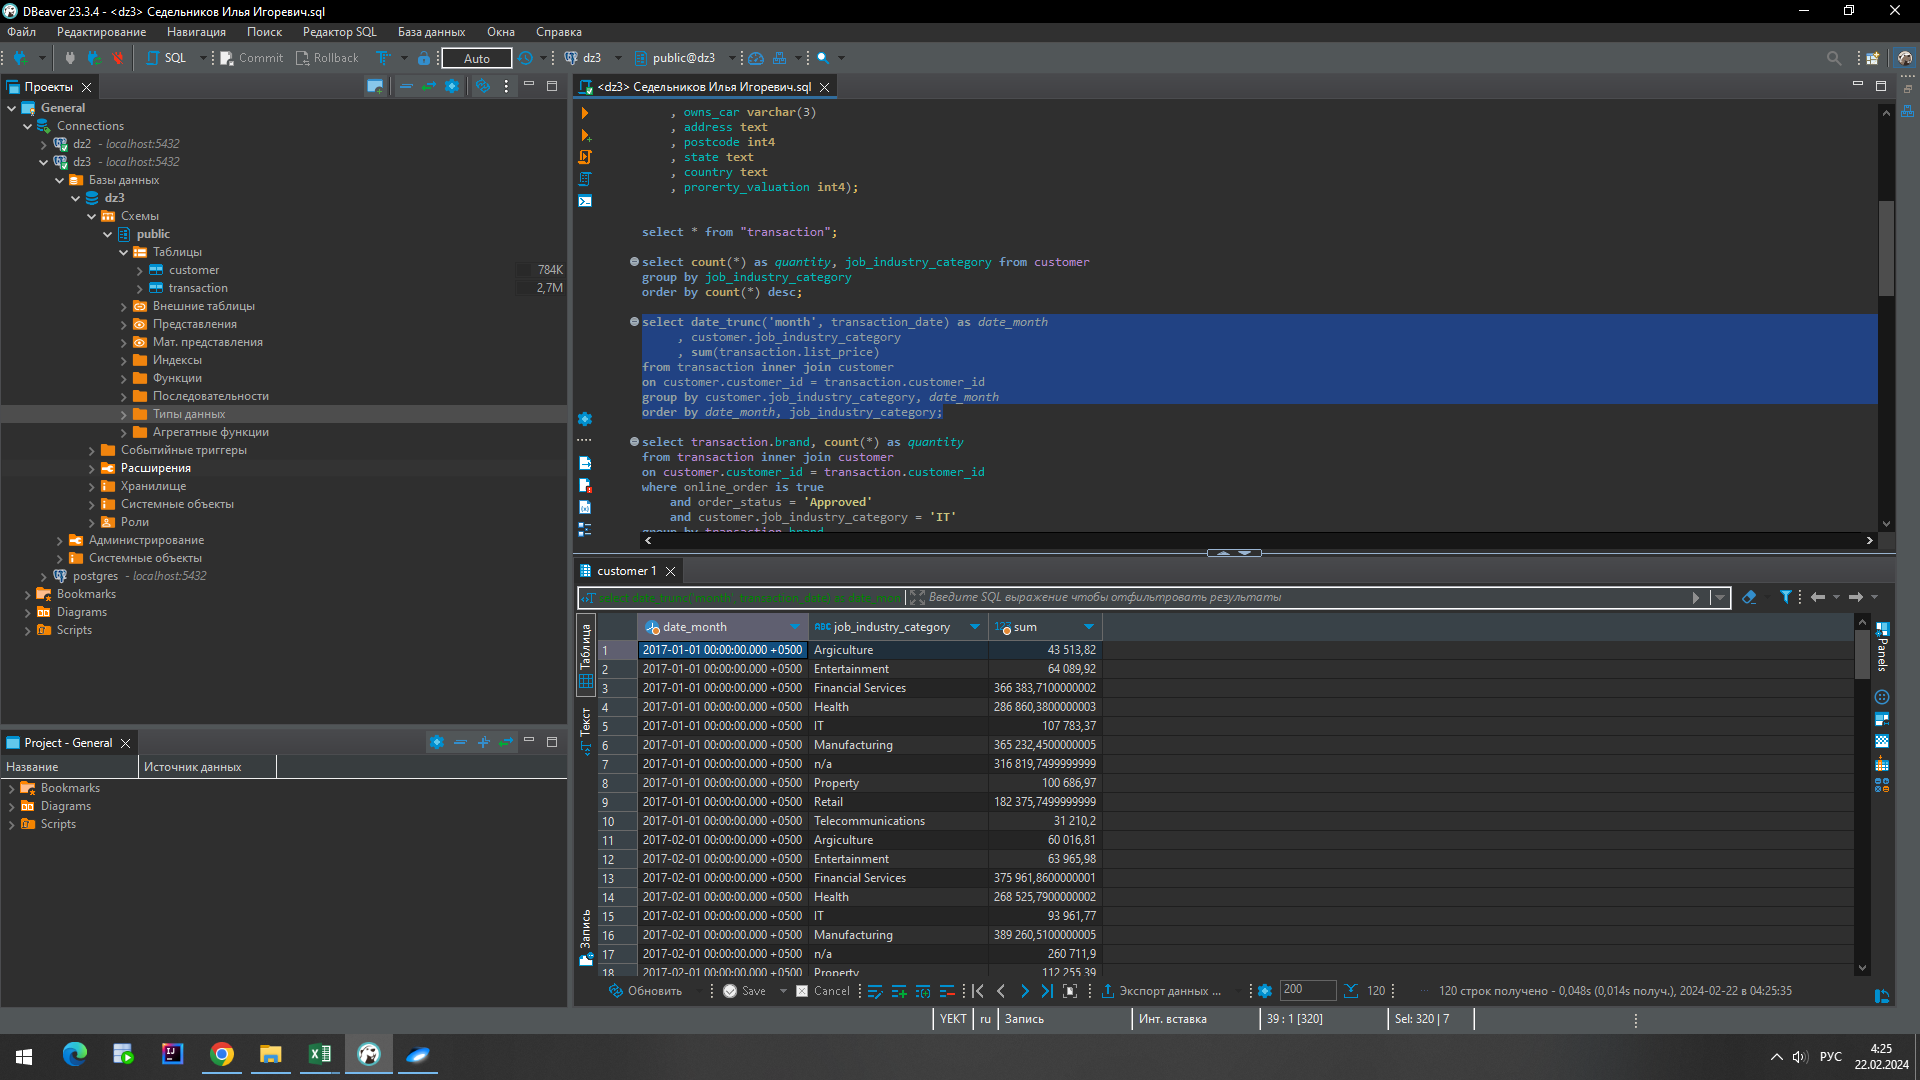 DBeaver 23.3.4 - <dz3> Седельников Илья Игоревич.sql
Файл Редактирование Навигация Поиск Редактор SQL База данных Окна Справка
SQL Commit Rollback Auto dz3 public@dz3
Проекты
General
Connections
dz2 - localhost:5432
dz3 - localhost:5432
Базы данных
dz3
Схемы
public
Таблицы
customer 784K
transaction 2,7M
Внешние таблицы
Представления
Мат. представления
Индексы
Функции
Последовательности
Типы данных
Агрегатные функции
Событийные триггеры
Расширения
Хранилище
Системные объекты
Роли
Администрирование
Системные объекты
postgres - localhost:5432
Bookmarks
Diagrams
Scripts
Project - General
Название Источник данных
Bookmarks
Diagrams
Scripts
<dz3> Седельников Илья Игоревич.sql
, owns_car varchar(3)
, address text
, postcode int4
, state text
, country text
, prorerty_valuation int4);
select * from "transaction";
select count(*) as quantity, job_industry_category from customer
group by job_industry_category
order by count(*) desc;
select date_trunc('month', transaction_date) as date_month
, customer.job_industry_category
, sum(transaction.list_price)
from transaction inner join customer
on customer.customer_id = transaction.customer_id
group by customer.job_industry_category, date_month
order by date_month, job_industry_category;
select transaction.brand, count(*) as quantity
from transaction inner join customer
on customer.customer_id = transaction.customer_id
where online_order is true
and order_status = 'Approved'
and customer.job_industry_category = 'IT'
group by transaction.brand
customer 1
select date_trunc('month', transaction_date) as date_mon Введите SQL выражение чтобы отфильтровать результаты
Таблица
Текст
Запись
Panels
date_month ABC job_industry_category 123 sum
1 2017-01-01 00:00:00.000 +0500 Argiculture 43 513,82
2 2017-01-01 00:00:00.000 +0500 Entertainment 64 089,92
3 2017-01-01 00:00:00.000 +0500 Financial Services 366 383,7100000002
4 2017-01-01 00:00:00.000 +0500 Health 286 860,3800000003
5 2017-01-01 00:00:00.000 +0500 IT 107 783,37
6 2017-01-01 00:00:00.000 +0500 Manufacturing 365 232,4500000005
7 2017-01-01 00:00:00.000 +0500 n/a 316 819,7499999999
8 2017-01-01 00:00:00.000 +0500 Property 100 686,97
9 2017-01-01 00:00:00.000 +0500 Retail 182 375,7499999999
10 2017-01-01 00:00:00.000 +0500 Telecommunications 31 210,2
11 2017-02-01 00:00:00.000 +0500 Argiculture 60 016,81
12 2017-02-01 00:00:00.000 +0500 Entertainment 63 965,98
13 2017-02-01 00:00:00.000 +0500 Financial Services 375 961,8600000001
14 2017-02-01 00:00:00.000 +0500 Health 268 525,7900000002
15 2017-02-01 00:00:00.000 +0500 IT 93 961,77
16 2017-02-01 00:00:00.000 +0500 Manufacturing 389 260,5100000005
17 2017-02-01 00:00:00.000 +0500 n/a 260 711,9
18 2017-02-01 00:00:00.000 +0500 Property 112 255,39
Обновить Save Cancel Экспорт данных ... 200 120 120 строк получено - 0,048s (0,014s получ.), 2024-02-22 в 04:25:35
YEKT ru Запись Инт. вставка 39 : 1 [320] Sel: 320 | 7
РУС 4:25
22.02.2024